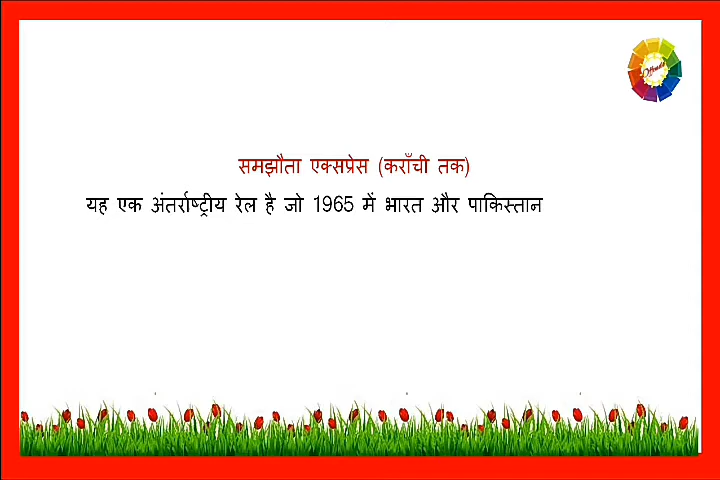 समझौता एक्सप्रेस (कराँची तक)
यह एक अंतर्राष्ट्रीय रेल है जो 1965 में भारत और पाकिस्तान